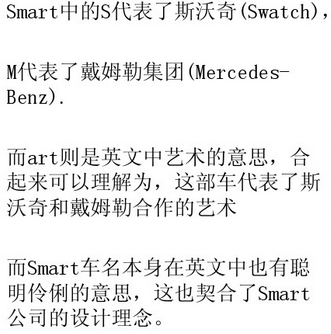 Smart中的S代表了斯沃奇(Swatch),
M代表了戴姆勒集团(Mercedes-
Benz).
而art则是英文中艺术的意思，合
起来可以理解为，这部车代表了斯
沃奇和戴姆勒合作的艺术
而Smart车名本身在英文中也有聪
明伶俐的意思，这也契合了Smart
公司的设计理念。